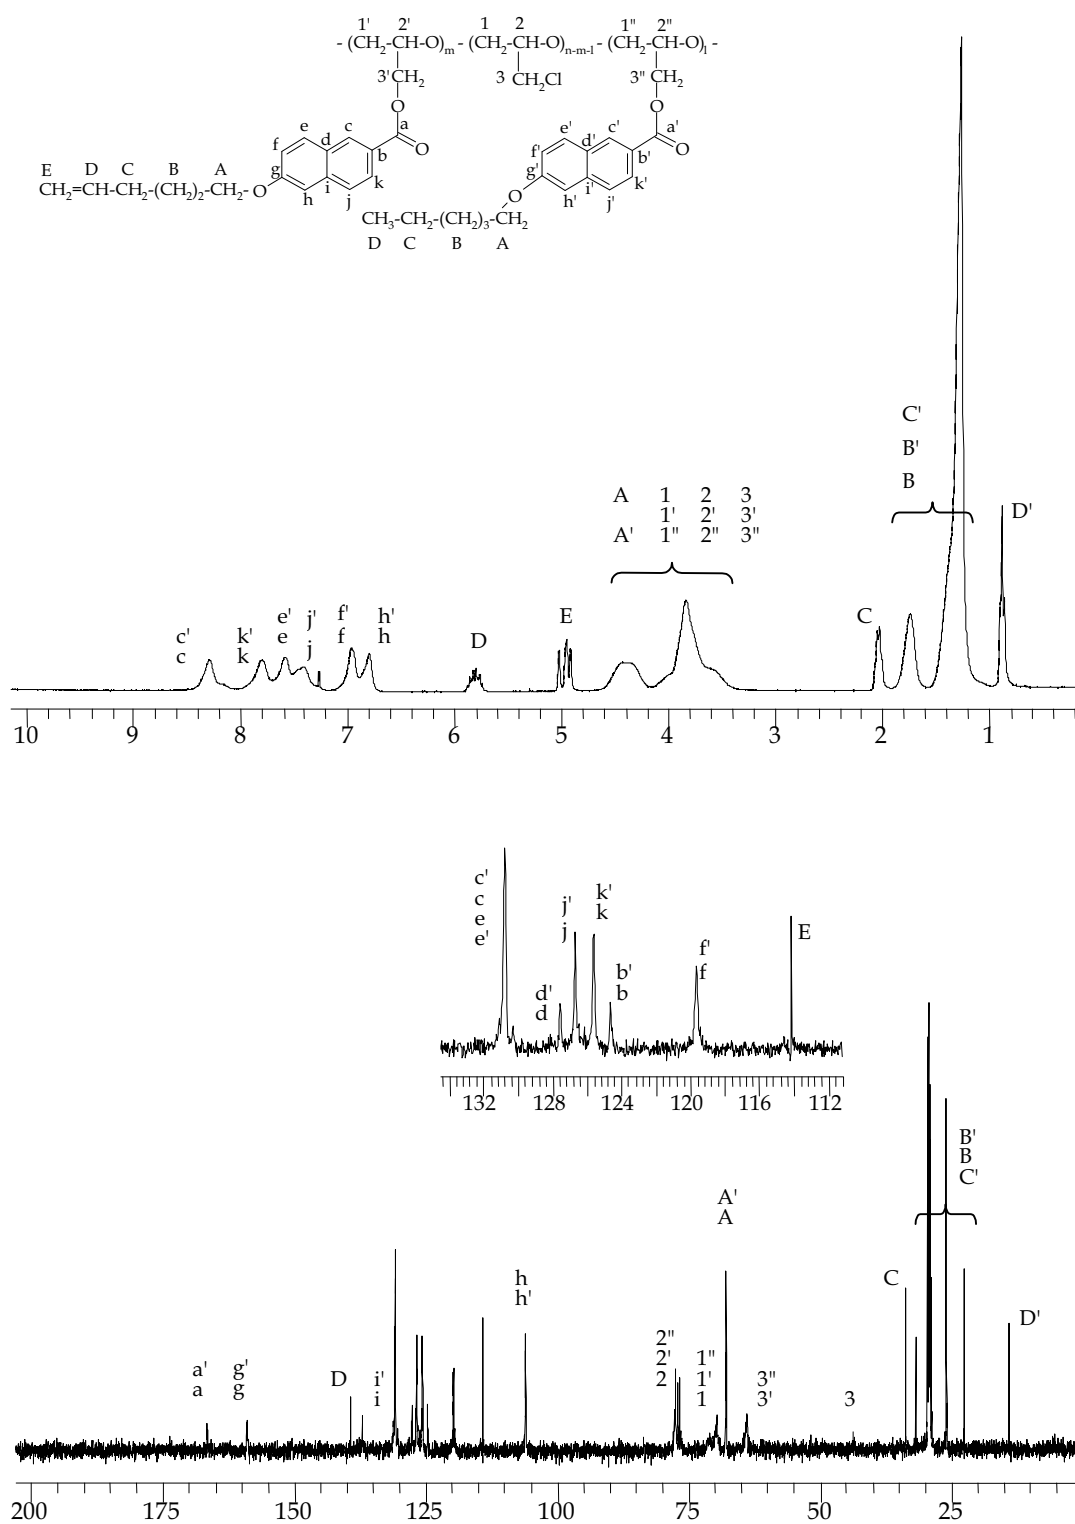 1' 2' 1 2 1" 2"
- (CH2-CH-O)m - (CH2-CH-O)n-m-l - (CH2-CH-O)l -
3' CH2 3 CH2Cl 3" CH2
O O
e d c a e' d' c' a'
f b O f' b' O
E D C B A g i k g' i' k'
CH2=CH-CH2-(CH2)2-CH2-O h j O h' j'
CH3-CH2-(CH2)3-CH2
D C B A
C'
B'
B
A 1 2 3
1' 2' 3'
A' 1" 2" 3"
D'
c' k' e' j' f' h' D E C
c k e j f h
10 9 8 7 6 5 4 3 2 1
c'
c
e
e'
d'
d
j'
j
k'
k
b'
b
f'
f
E
132 128 124 120 116 112
B'
B
C'
A'
A
h
h'
C
D'
a'
a
g'
g
D
i'
i
2"
2'
2
1"
1'
1
3"
3'
3
200 175 150 125 100 75 50 25